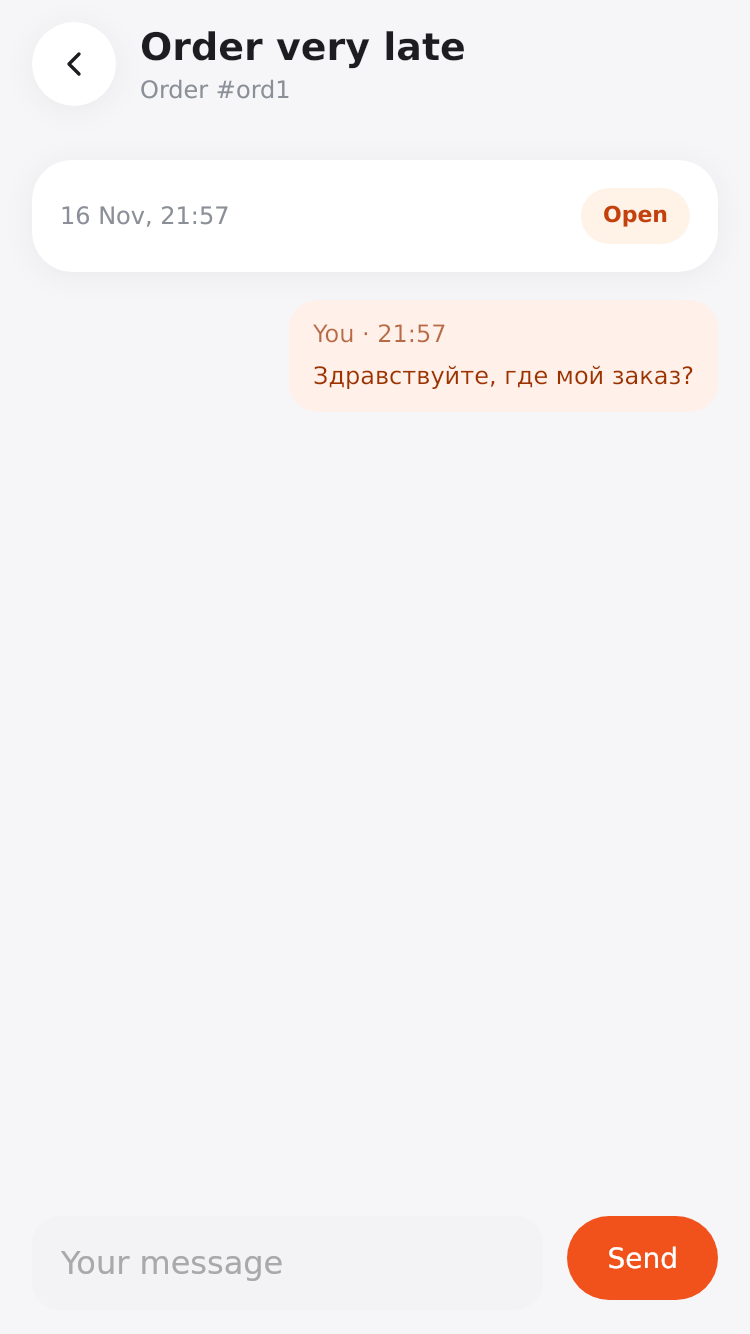 Order very late
Order #ord1
16 Nov, 21:57
Open
You · 21:57
Здравствуйте, где мой заказ?
Your message
Send